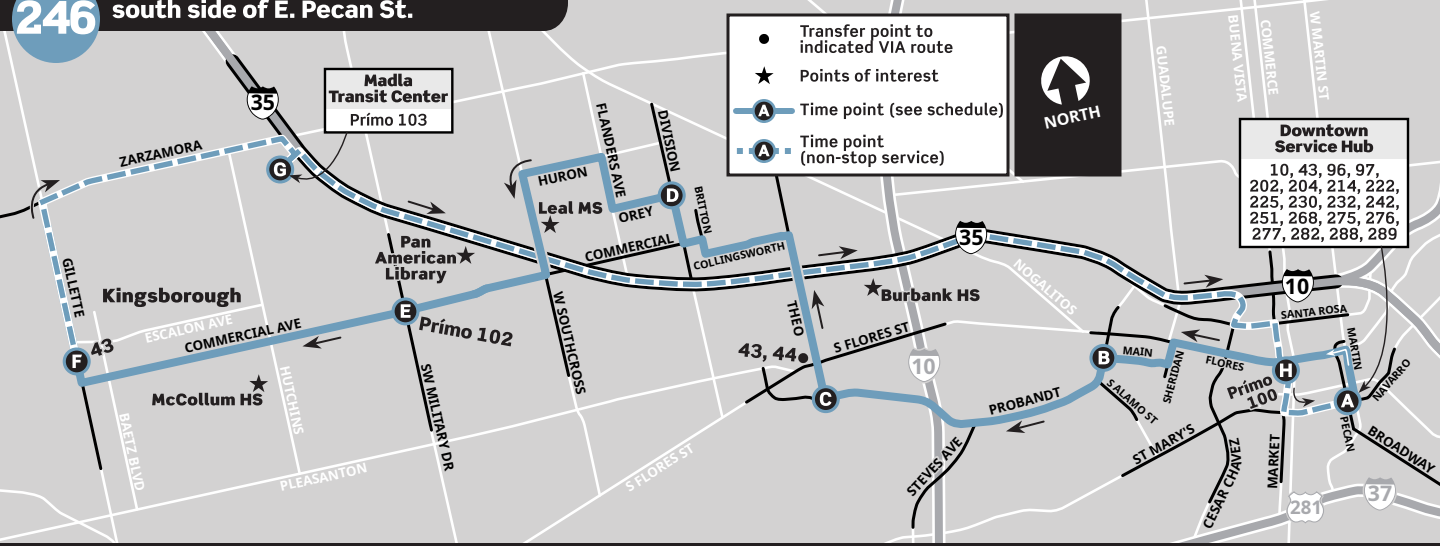 246
south side of E. Pecan St.
Transfer point to
indicated VIA route
Points of interest
A
Time point (see schedule)
A
Time point
(non-stop service)
NORTH
Madla
Transit Center
Prímo 103
Downtown
Service Hub
10, 43, 96, 97,
202, 204, 214, 222,
225, 230, 232, 242,
251, 268, 275, 276,
277, 282, 288, 289
35
ZARZAMORA
G
GILLETTE
Kingsborough
ESCALON AVE
COMMERCIAL AVE
F
43
McCollum HS
BAETZ BLVD
HUTCHINS
PLEASANTON
Pan
American
Library
E
Prímo 102
SW MILITARY DR
HURON
Leal MS
FLANDERS AVE
OREY
DIVISION
D
BRITTON
COMMERCIAL
COLLINGSWORTH
W SOUTHCROSS
THEO
43, 44
S FLORES ST
C
S FLORES ST
Burbank HS
35
10
NOGALITOS
GUADALUPE
BUENA VISTA
COMMERCE
W MARTIN ST
PROBANDT
STEVES AVE
B
MAIN
SHERIDAN
S ALAMO ST
FLORES
ST MARY'S
CESAR CHAVEZ
MARKET
10
SANTA ROSA
H
Prímo
100
MARTIN
NAVARRO
A
PECAN
BROADWAY
281
37